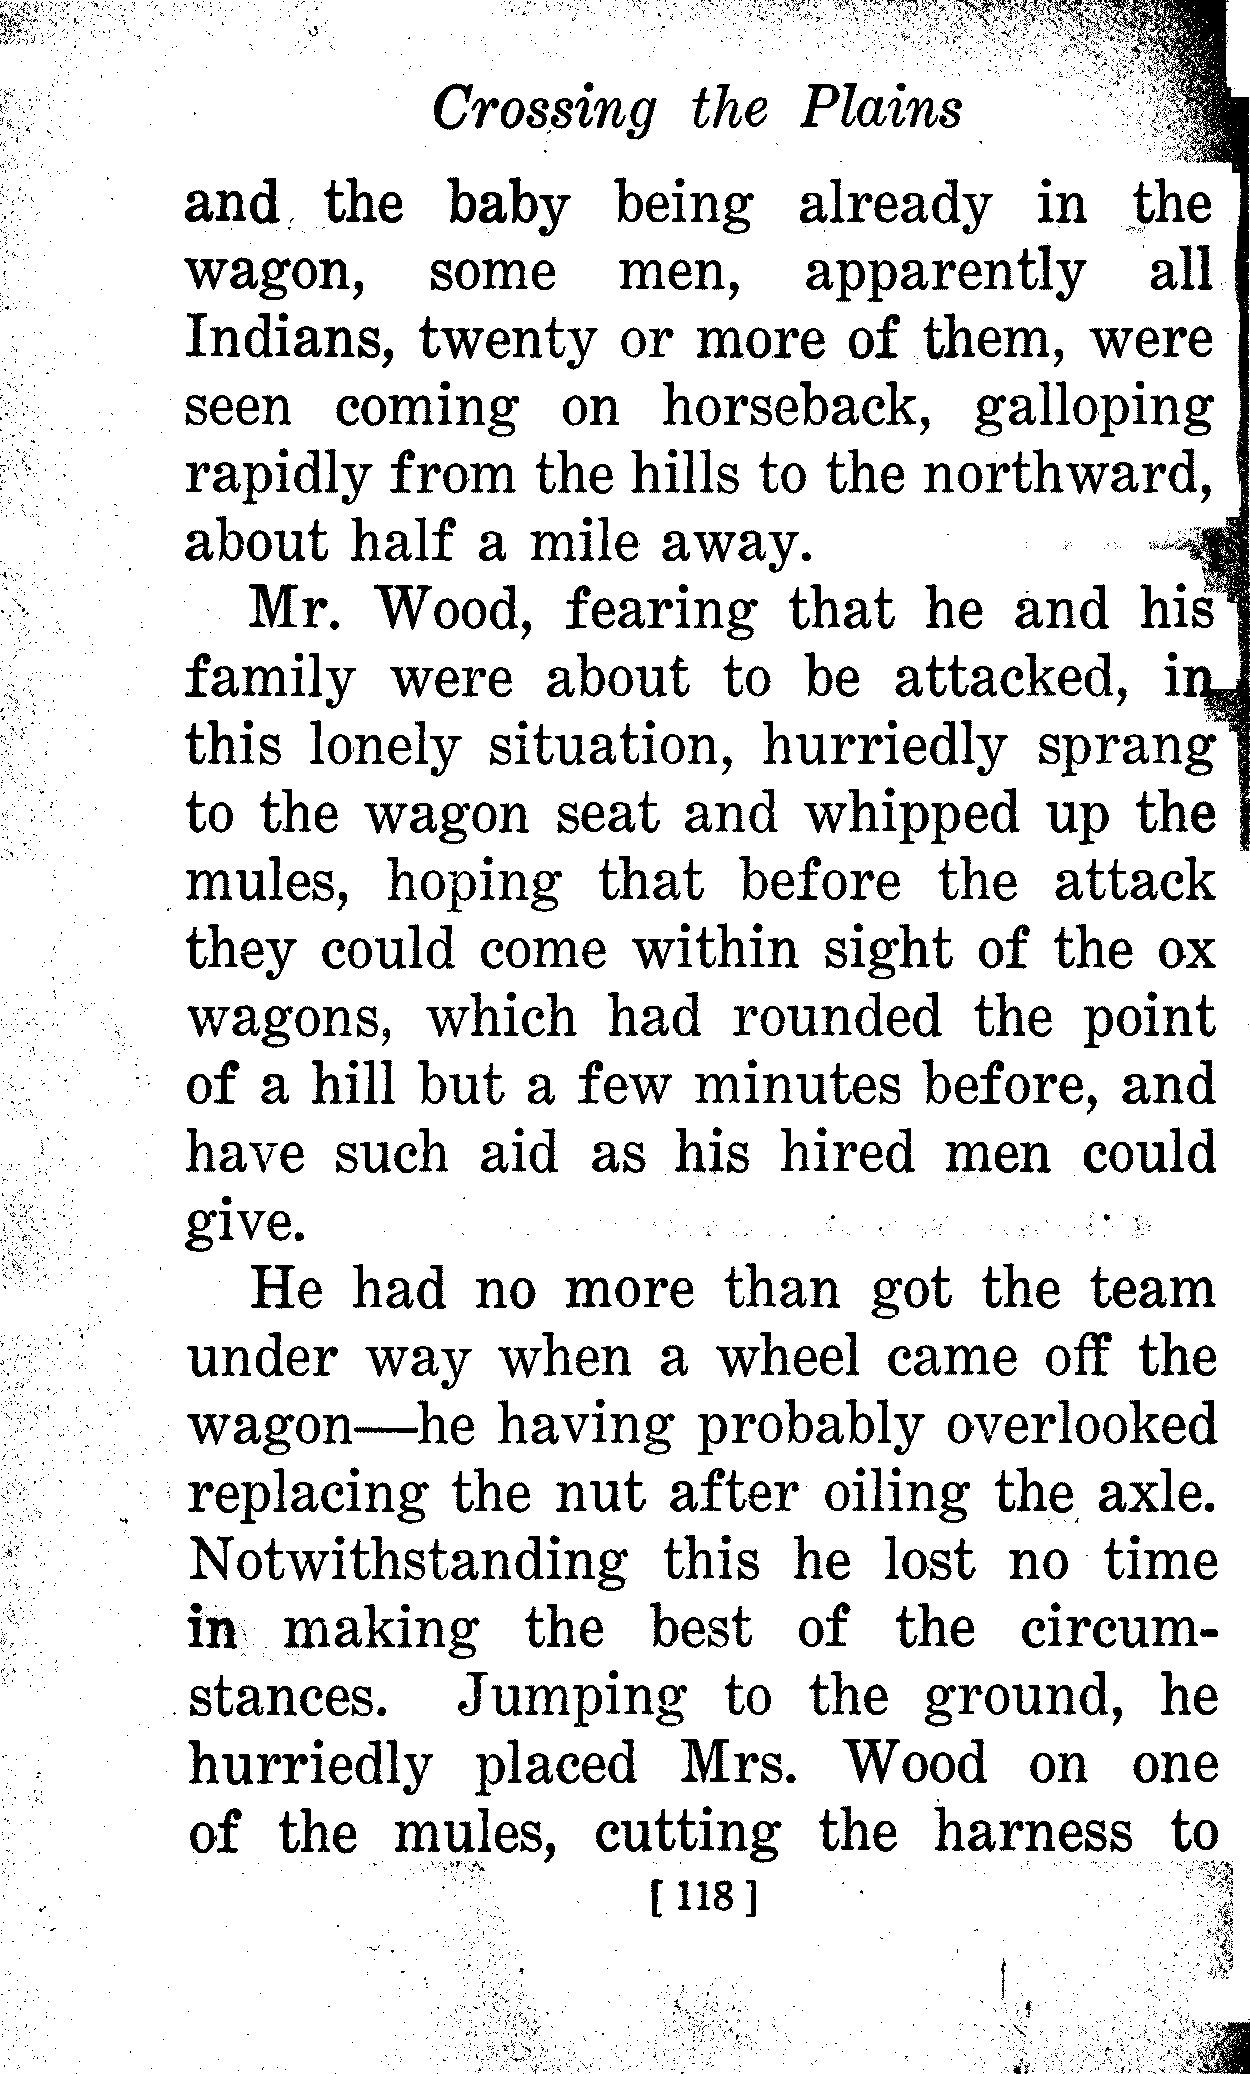 Crossing the Plains
and the baby being already in the
wagon, some men, apparently all
Indians, twenty or more of them, were
seen coming on horseback, galloping
rapidly from the hills to the northward,
about half a mile away.
Mr. Wood, fearing that he and his
family were about to be attacked, in
this lonely situation, hurriedly sprang
to the wagon seat and whipped up the
mules, hoping that before the attack
they could come within sight of the ox
wagons, which had rounded the point
of a hill but a few minutes before, and
have such aid as his hired men could
give.
He had no more than got the team
under way when a wheel came off the
wagon—he having probably overlooked
replacing the nut after oiling the axle.
Notwithstanding this he lost no time
in making the best of the circum-
stances. Jumping to the ground, he
hurriedly placed Mrs. Wood on one
of the mules, cutting the harness to
[118]